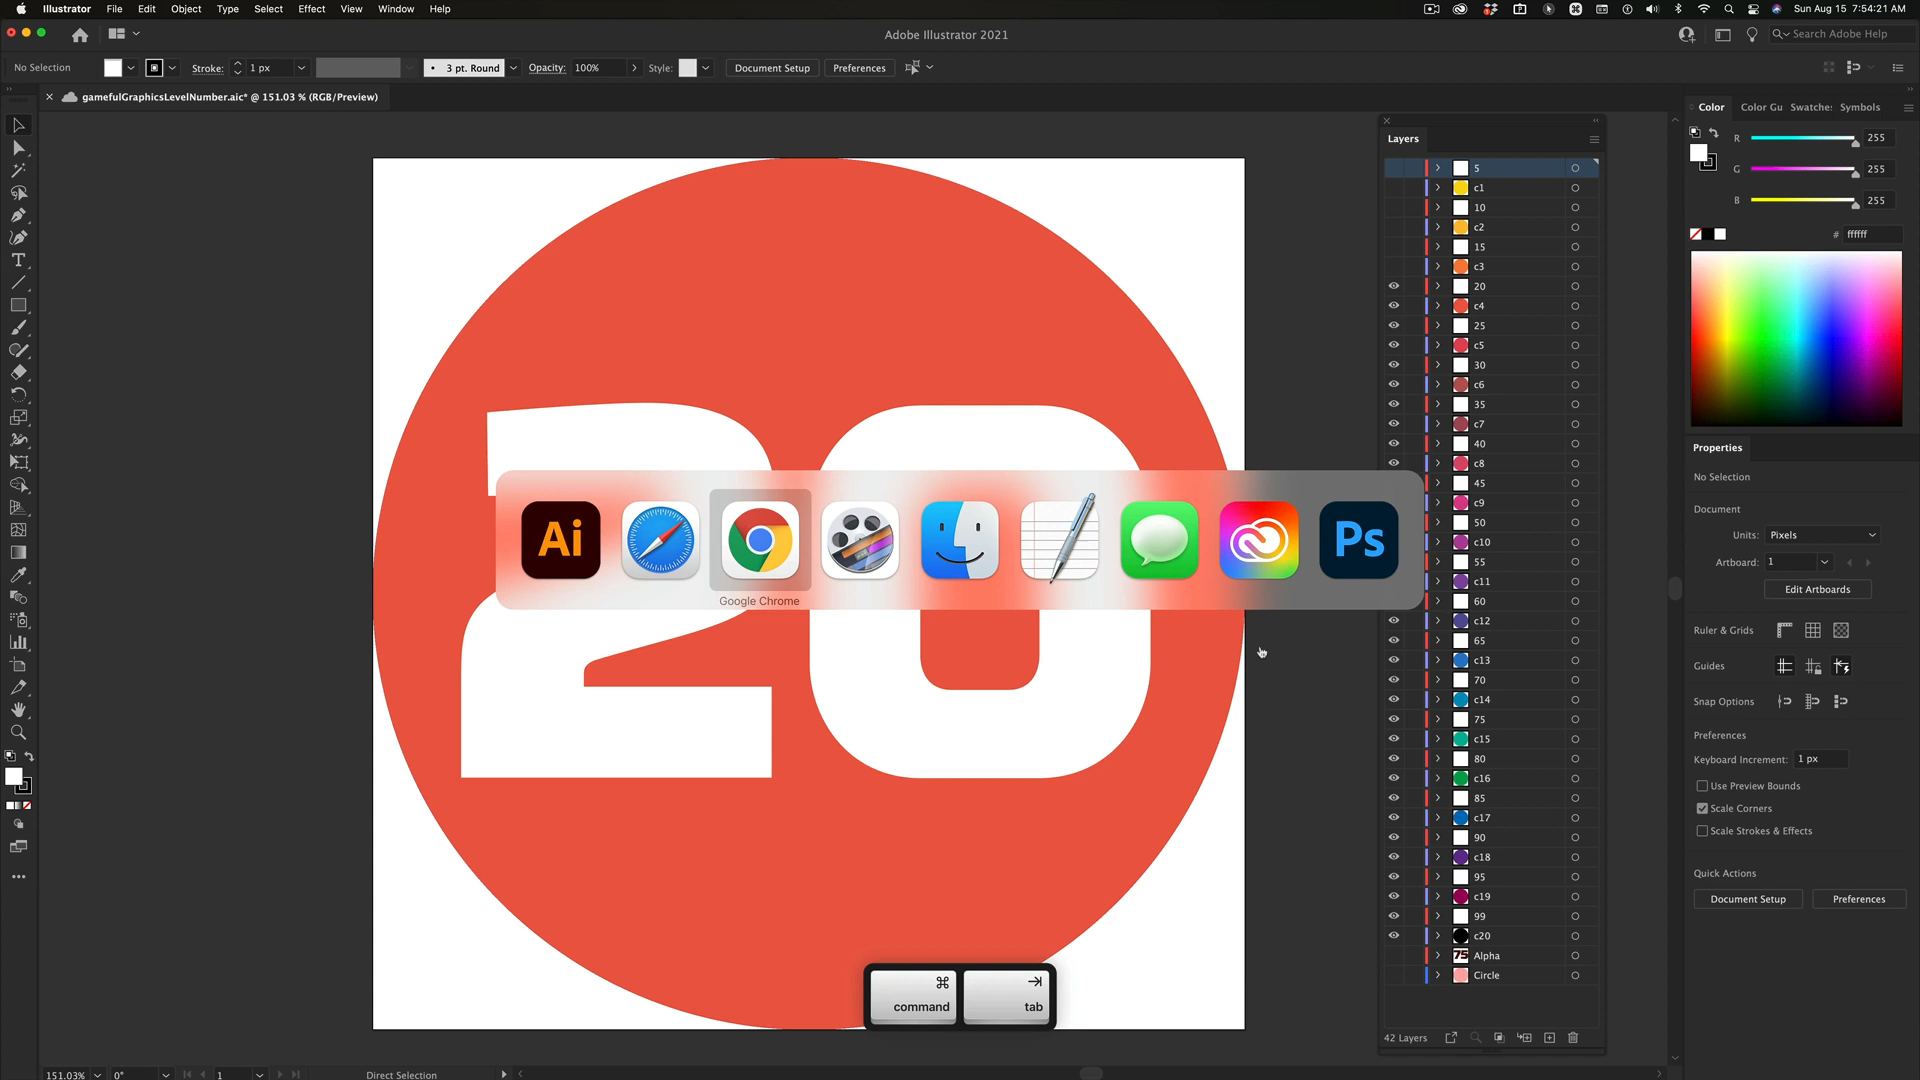 Illustrator File Edit Object Type Select Effect View Window Help
Sun Aug 15 7:54:21 AM
Adobe Illustrator 2021
Search Adobe Help
No Selection
Stroke: 1 px
3 pt. Round
Opacity: 100%
Style:
Document Setup
Preferences
gamefulGraphicsLevelNumber.aic* @ 151.03 % (RGB/Preview)
Layers
5
c1
10
c2
15
c3
20
c4
25
c5
30
c6
35
c7
40
c8
45
c9
50
c10
55
c11
60
c12
65
c13
70
c14
75
c15
80
c16
85
c17
90
c18
95
c19
99
c20
75 Alpha
Circle
42 Layers
20
Ai
Ps
Google Chrome
⌘
command
tab
Color Color Gu Swatche: Symbols
R 255
G 255
B 255
# ffffff
Properties
No Selection
Document
Units: Pixels
Artboard: 1
Edit Artboards
Ruler & Grids
Guides
Snap Options
Preferences
Keyboard Increment: 1 px
Use Preview Bounds
Scale Corners
Scale Strokes & Effects
Quick Actions
Document Setup
Preferences
151.03% 0° 1 Direct Selection